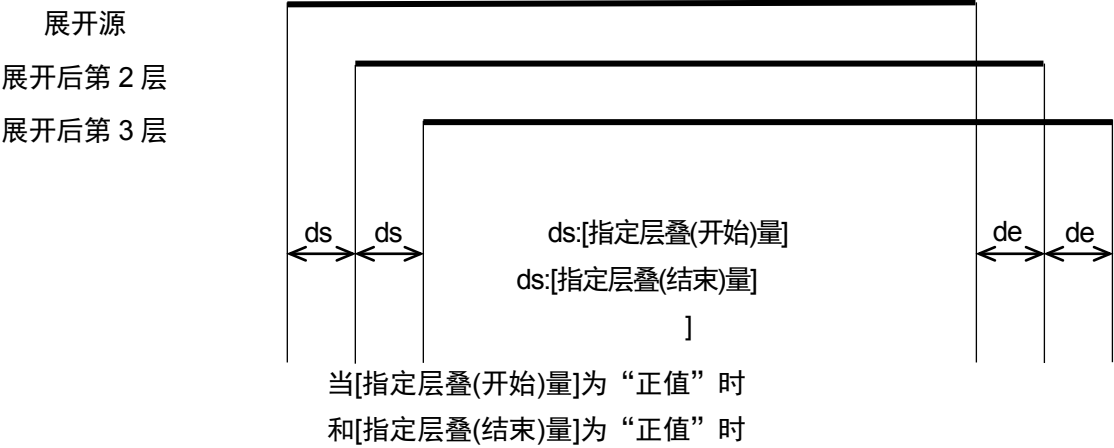 展开源
展开后第 2 层
展开后第 3 层
ds ds de de
ds:[指定层叠(开始)量]
ds:[指定层叠(结束)量]
]
当[指定层叠(开始)量]为“正值”时
和[指定层叠(结束)量]为“正值”时